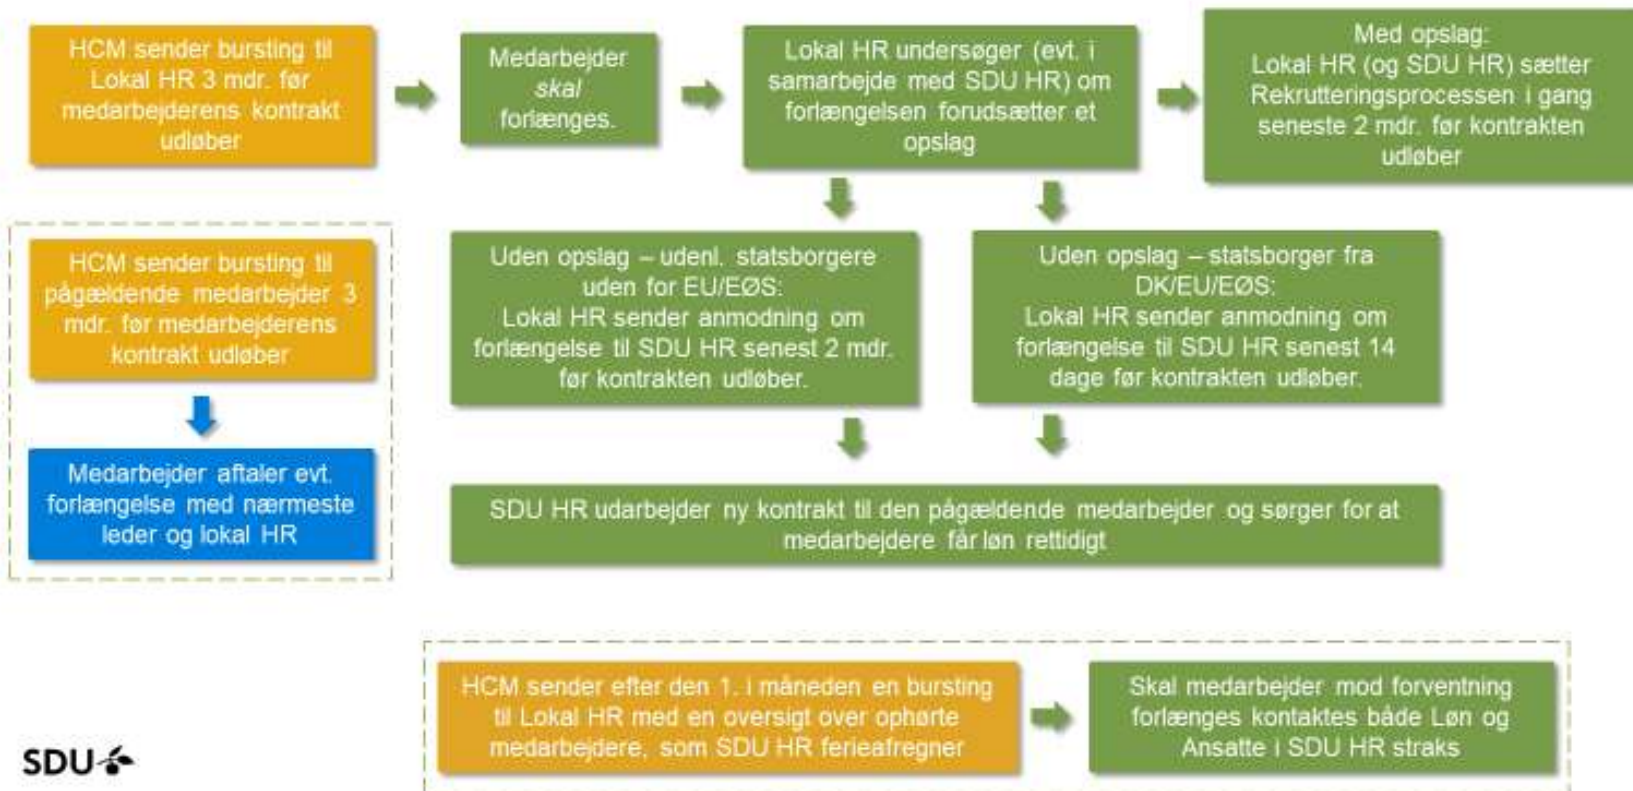 HCM sender bursting til
Lokal HR 3 mdr. før
medarbejderens kontrakt
udløber
Medarbejder
skal
forlænges.
Lokal HR undersøger (evt. i
samarbejde med SDU HR) om
forlængelsen forudsætter et
opslag
Med opslag:
Lokal HR (og SDU HR) sætter
Rekrutteringsprocessen i gang
seneste 2 mdr. før kontrakten
udløber
HCM sender bursting til
pågældende medarbejder 3
mdr. før medarbejderens
kontrakt udløber
Uden opslag – udenl. statsborgere
uden for EU/EØS:
Lokal HR sender anmodning om
forlængelse til SDU HR senest 2 mdr.
før kontrakten udløber.
Uden opslag – statsborger fra
DK/EU/EØS:
Lokal HR sender anmodning om
forlængelse til SDU HR senest 14
dage før kontrakten udløber.
Medarbejder aftaler evt.
forlængelse med nærmeste
leder og lokal HR
SDU HR udarbejder ny kontrakt til den pågældende medarbejder og sørger for at
medarbejdere får løn rettidigt
HCM sender efter den 1. i måneden en bursting
til Lokal HR med en oversigt over ophørte
medarbejdere, som SDU HR ferieafregner
Skal medarbejder mod forventning
forlænges kontaktes både Løn og
Ansatte i SDU HR straks
SDU